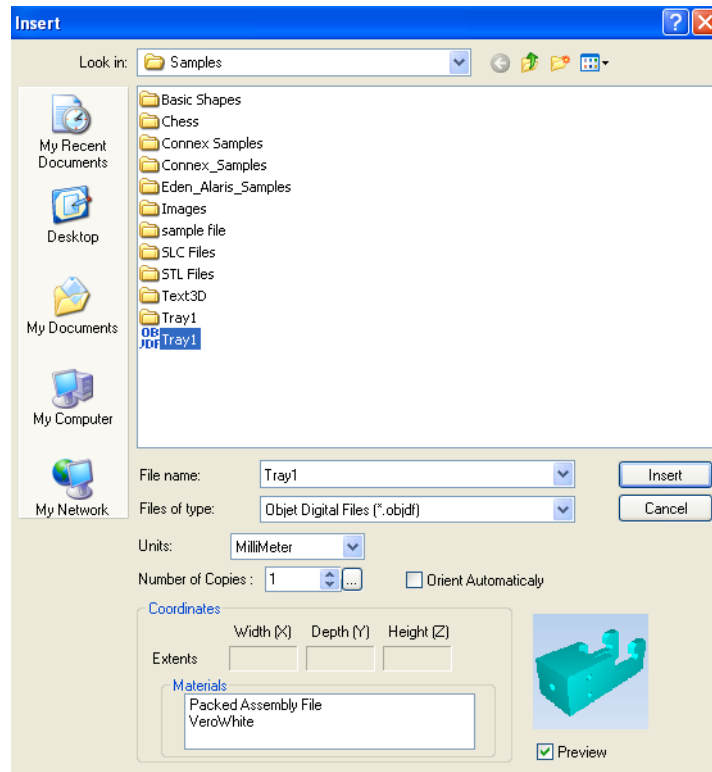 Insert
Look in: Samples
My Recent
Documents
Desktop
My Documents
My Computer
My Network
Basic Shapes
Chess
Connex Samples
Connex_Samples
Eden_Alaris_Samples
Images
sample file
SLC Files
STL Files
Text3D
Tray1
OBJDF Tray1
File name: Tray1 Insert
Files of type: Objet Digital Files (*.objdf) Cancel
Units: MilliMeter
Number of Copies : 1 ... Orient Automaticaly
Coordinates
Width (X) Depth (Y) Height (Z)
Extents
Materials
Packed Assembly File
VeroWhite
Preview